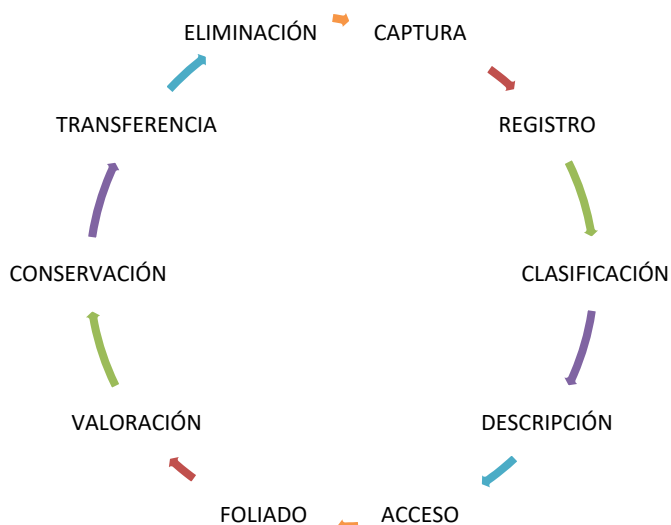 ELIMINACIÓN
CAPTURA
TRANSFERENCIA
REGISTRO
CONSERVACIÓN
CLASIFICACIÓN
VALORACIÓN
DESCRIPCIÓN
FOLIADO
ACCESO